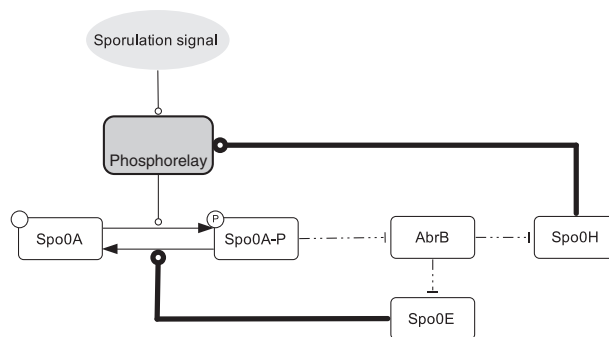 Sporulation signal
Phosphorelay
P
Spo0A
Spo0A-P
AbrB
Spo0H
Spo0E